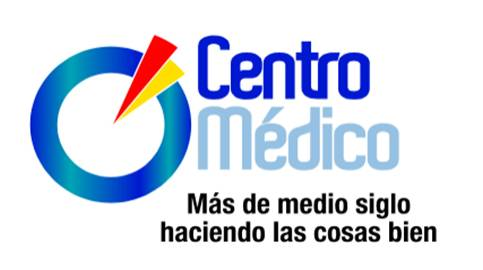 Centro
Médico
Más de medio siglo
haciendo las cosas bien